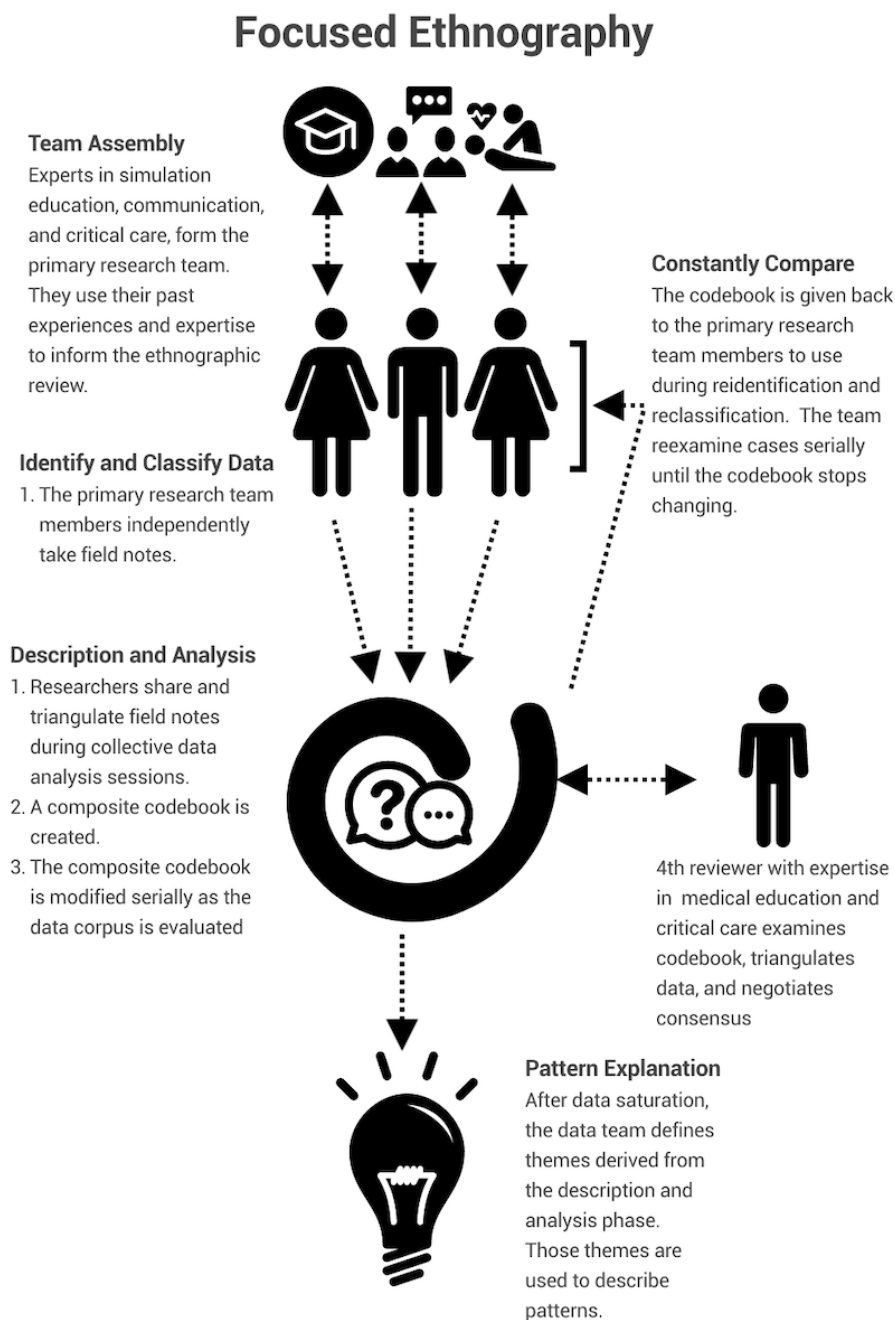 Focused Ethnography
Team Assembly
Experts in simulation
education, communication,
and critical care, form the
primary research team.
They use their past
experiences and expertise
to inform the ethnographic
review.
Constantly Compare
The codebook is given back
to the primary research
team members to use
during reidentification and
reclassification. The team
reexamine cases serially
until the codebook stops
changing.
Identify and Classify Data
1. The primary research team
members independently
take field notes.
Description and Analysis
1. Researchers share and
triangulate field notes
during collective data
analysis sessions.
2. A composite codebook is
created.
3. The composite codebook
is modified serially as the
data corpus is evaluated
?
4th reviewer with expertise
in medical education and
critical care examines
codebook, triangulates
data, and negotiates
consensus
Pattern Explanation
After data saturation,
the data team defines
themes derived from
the description and
analysis phase.
Those themes are
used to describe
patterns.